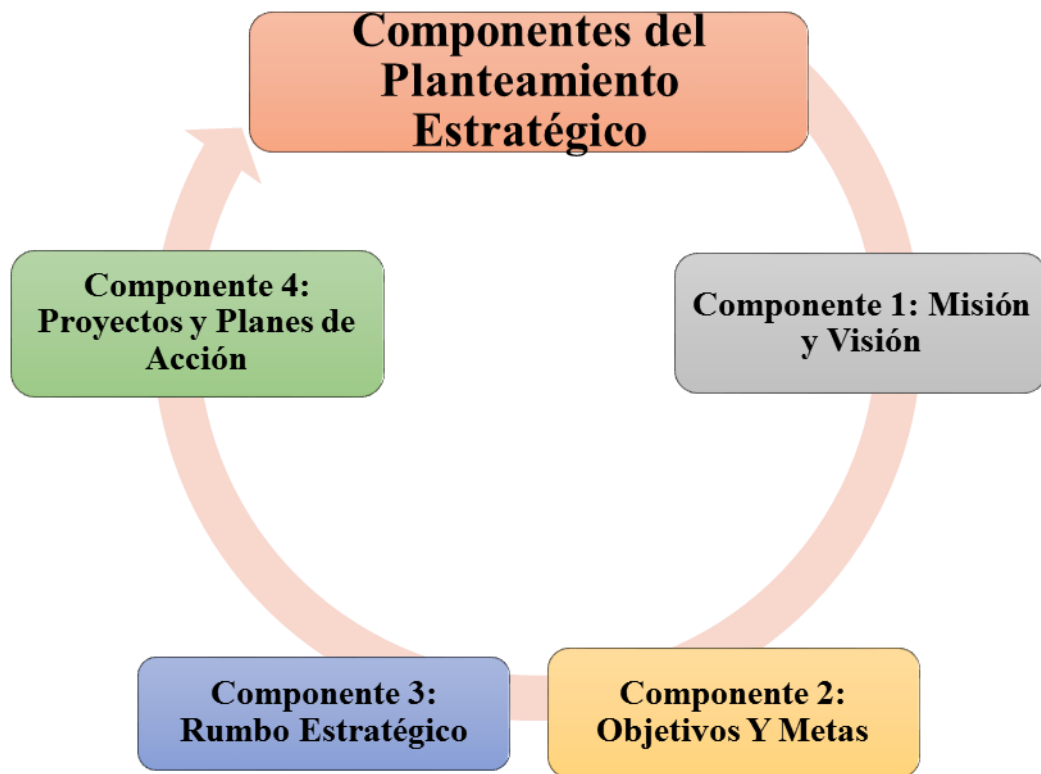 Componentes del
Planteamiento
Estratégico
Componente 1: Misión
y Visión
Componente 2:
Objetivos Y Metas
Componente 3:
Rumbo Estratégico
Componente 4:
Proyectos y Planes de
Acción